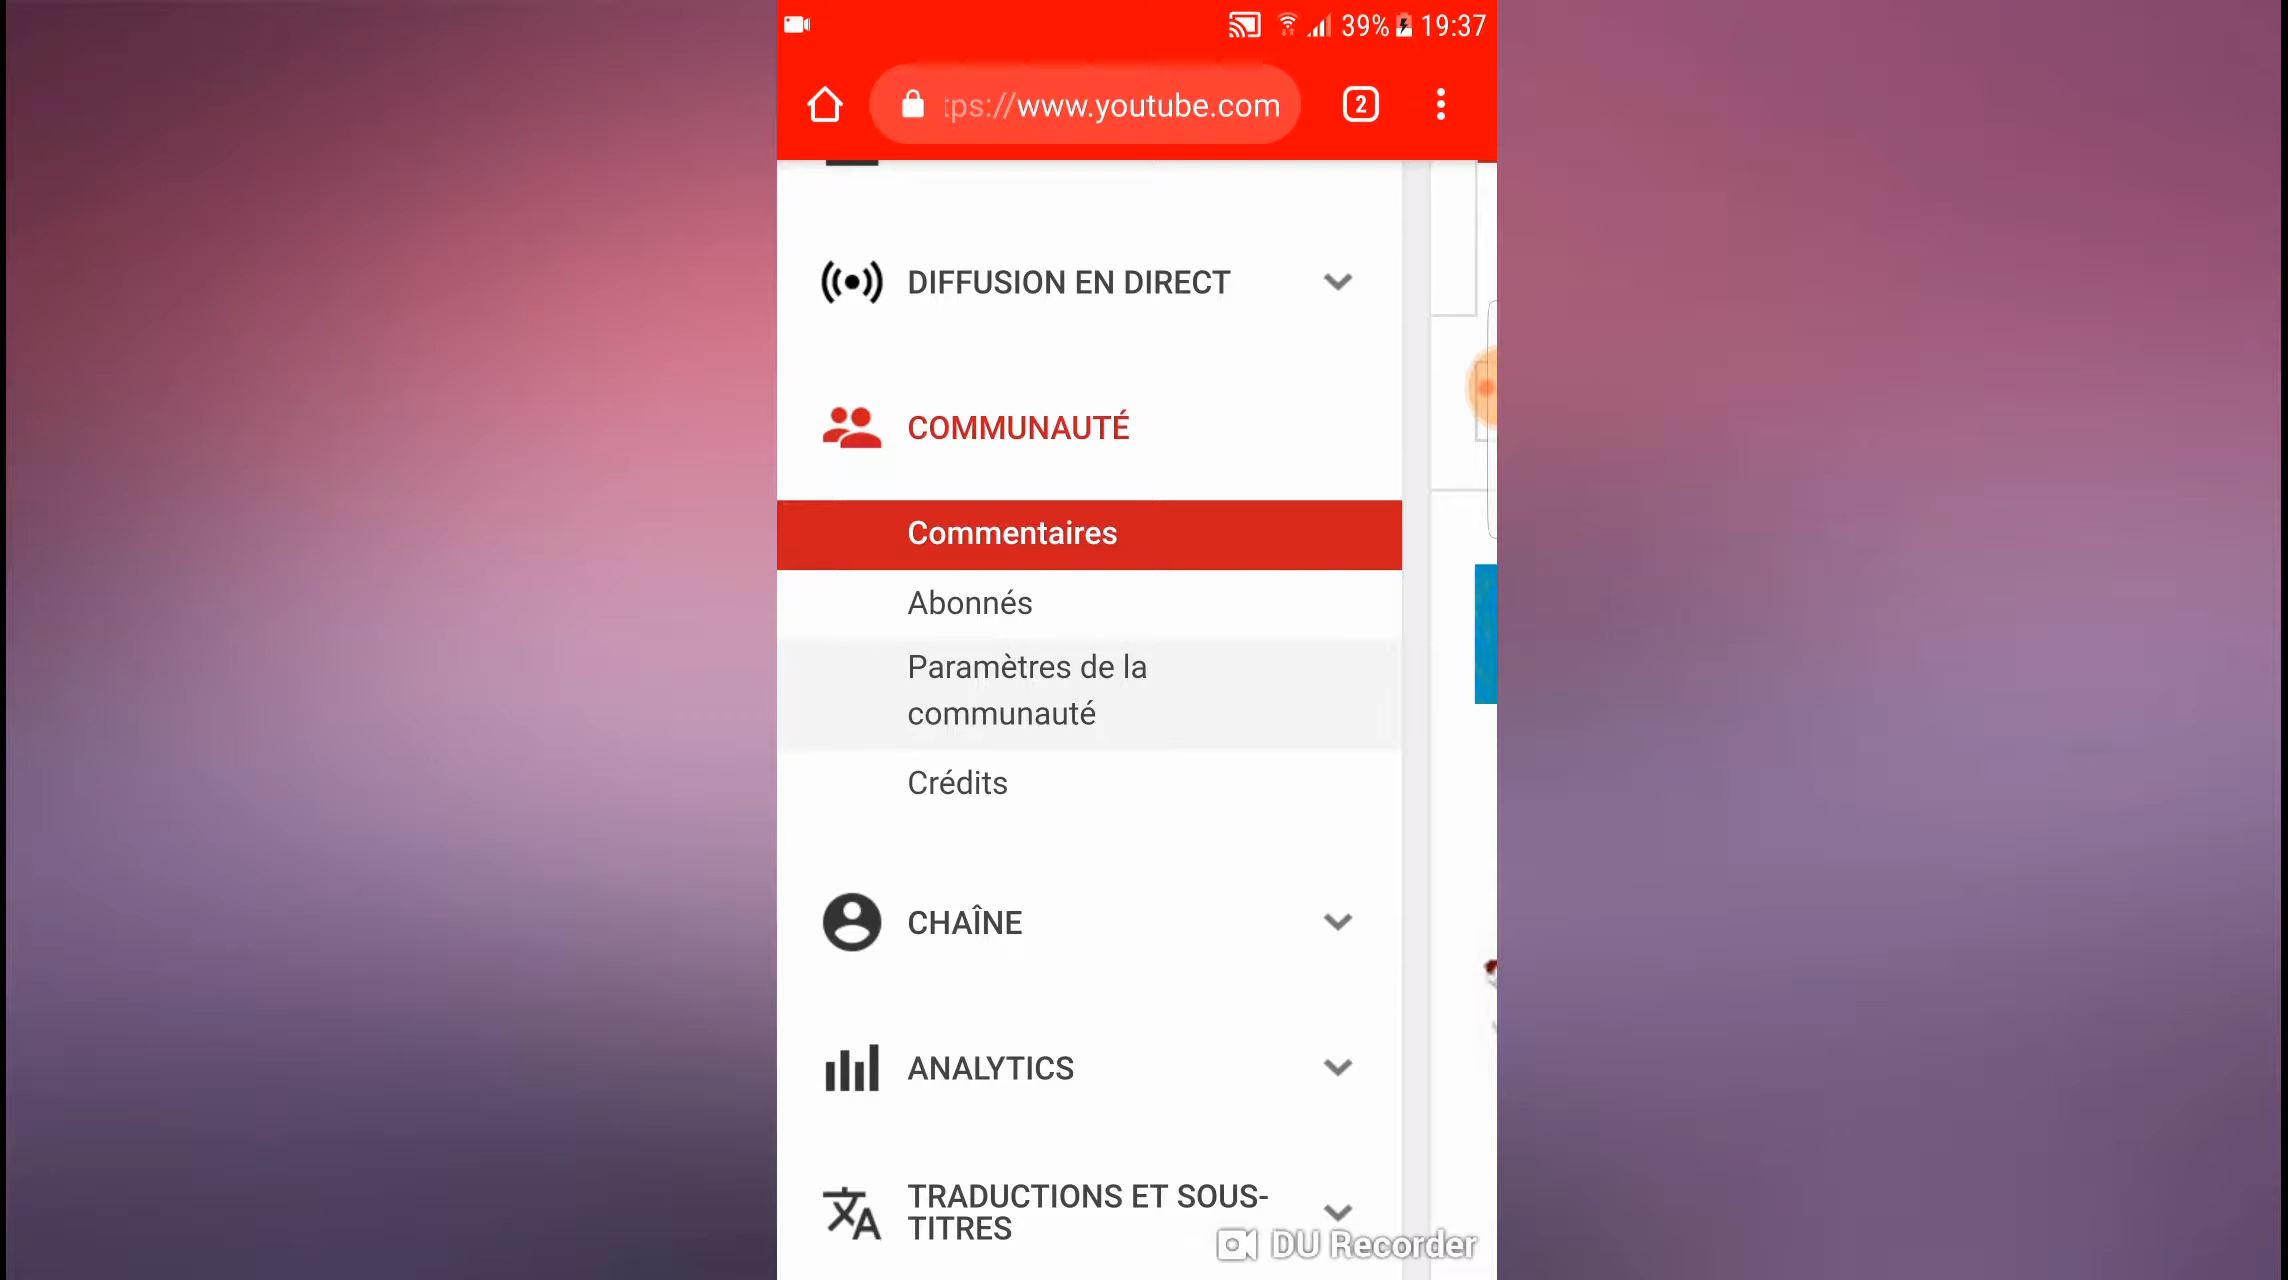 39% 19:37
tps://www.youtube.com 2
DIFFUSION EN DIRECT
COMMUNAUTÉ
Commentaires
Abonnés
Paramètres de la
communauté
Crédits
CHAÎNE
ANALYTICS
TRADUCTIONS ET SOUS-
TITRES
DU Recorder